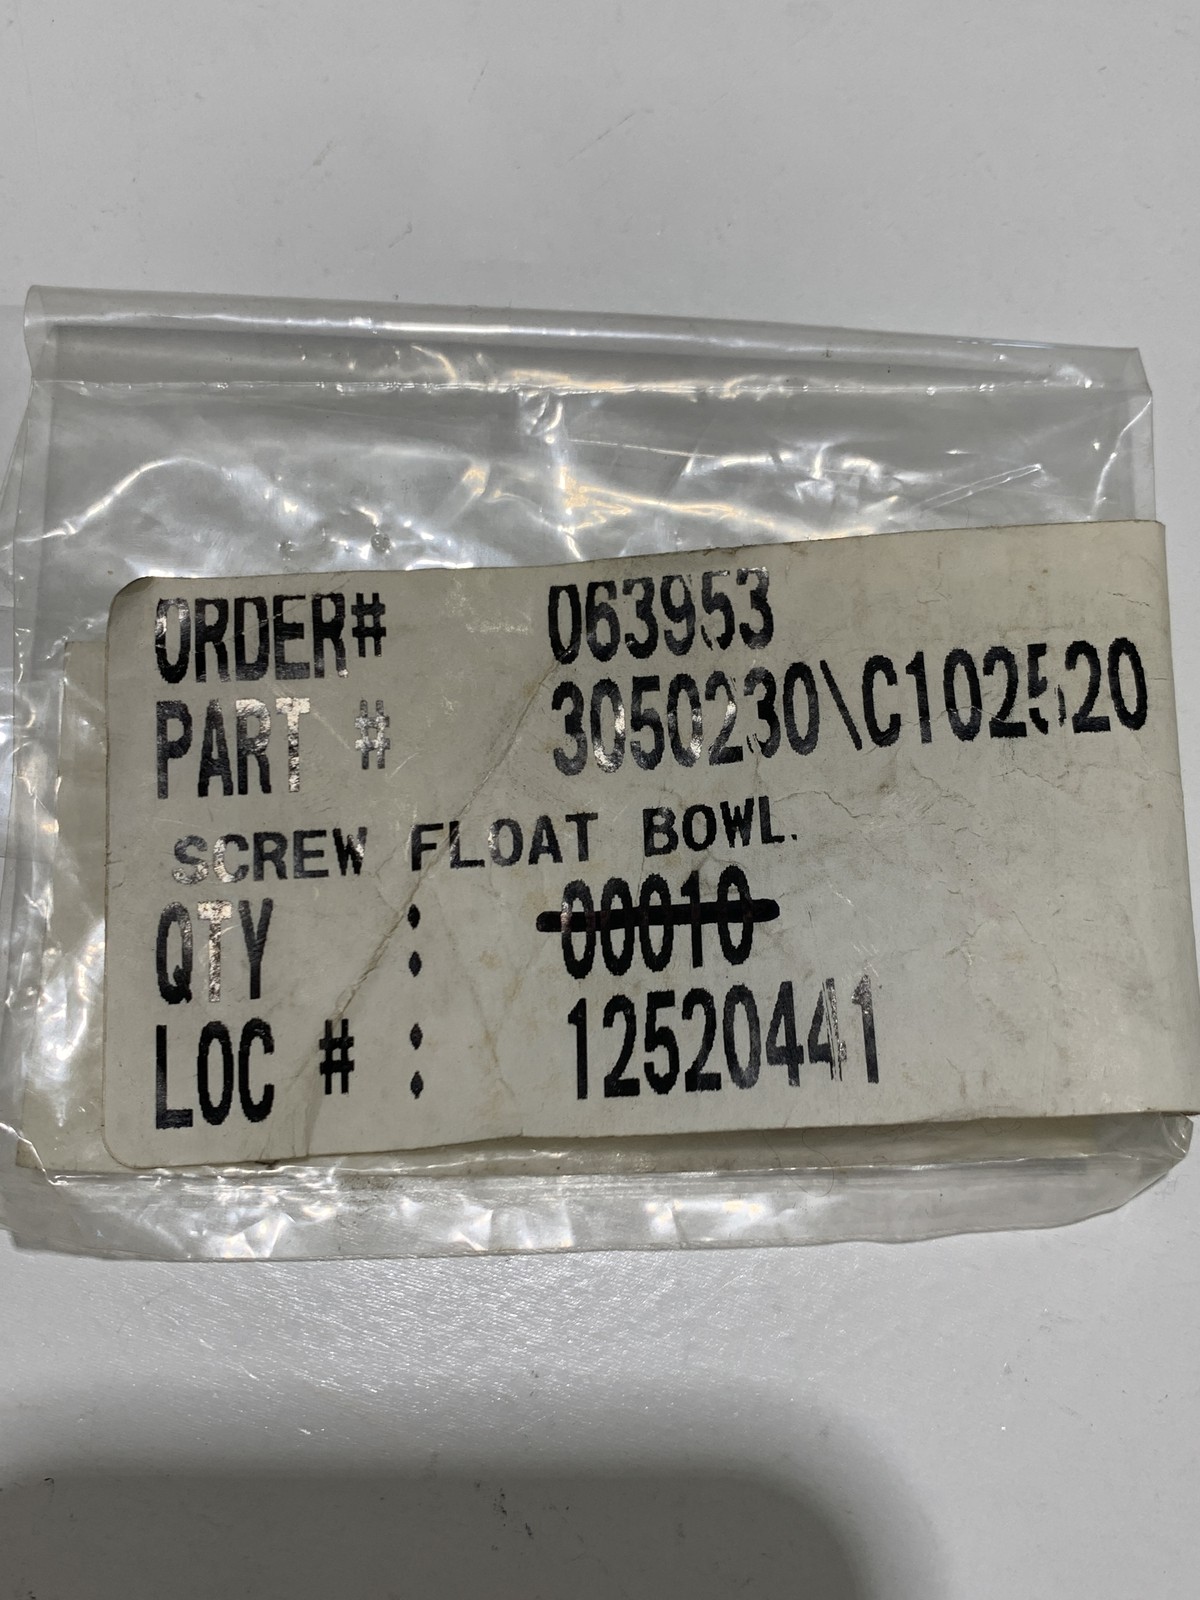 ORDER# 063953
PART # 3050230\C102520
SCREW FLOAT BOWL.
QTY : 00010
LOC # : 12520441